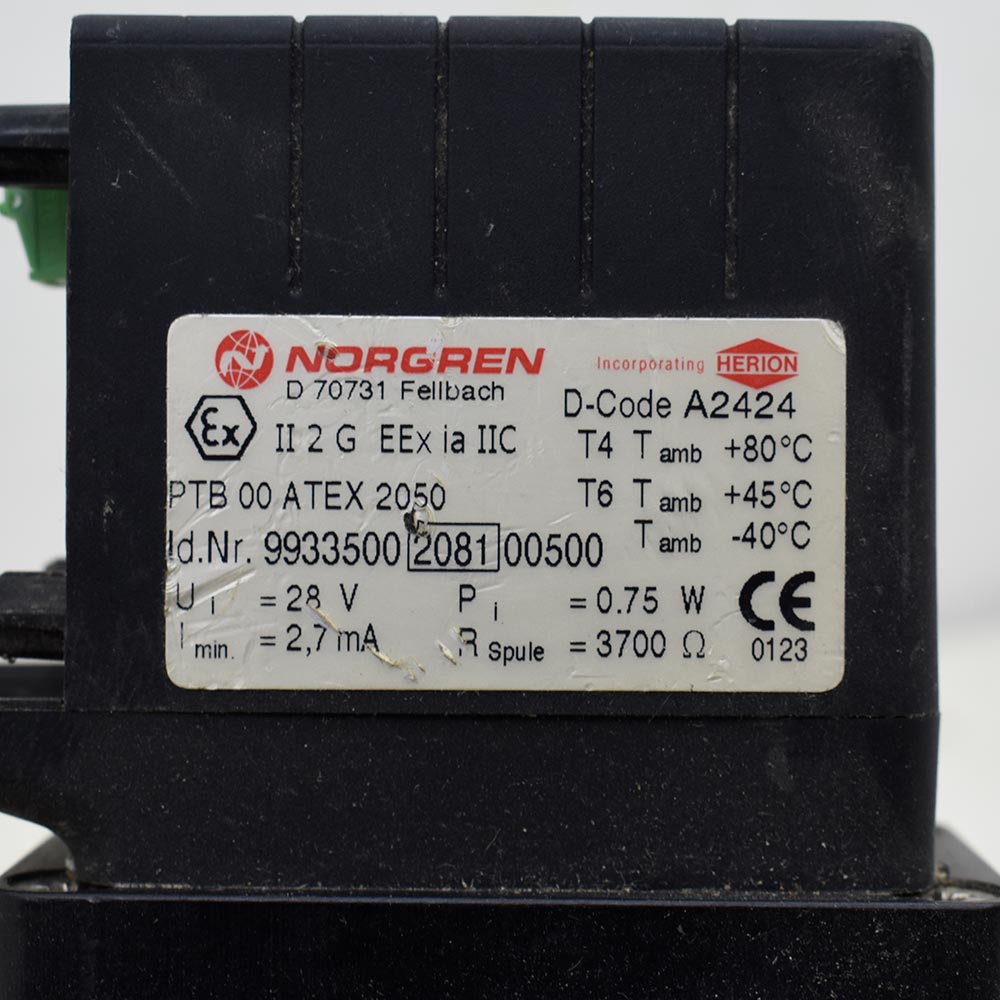 NORGREN Incorporating HERION
D 70731 Fellbach
D-Code A2424
Ex II 2 G EEx ia IIC
T4 Tamb +80°C
PTB 00 ATEX 2050
T6 Tamb +45°C
Tamb -40°C
Id.Nr. 9933500 2081 00500
Ui = 28 V Pi = 0.75 W
CE
Imin. = 2,7 mA RSpule = 3700 Ω
0123